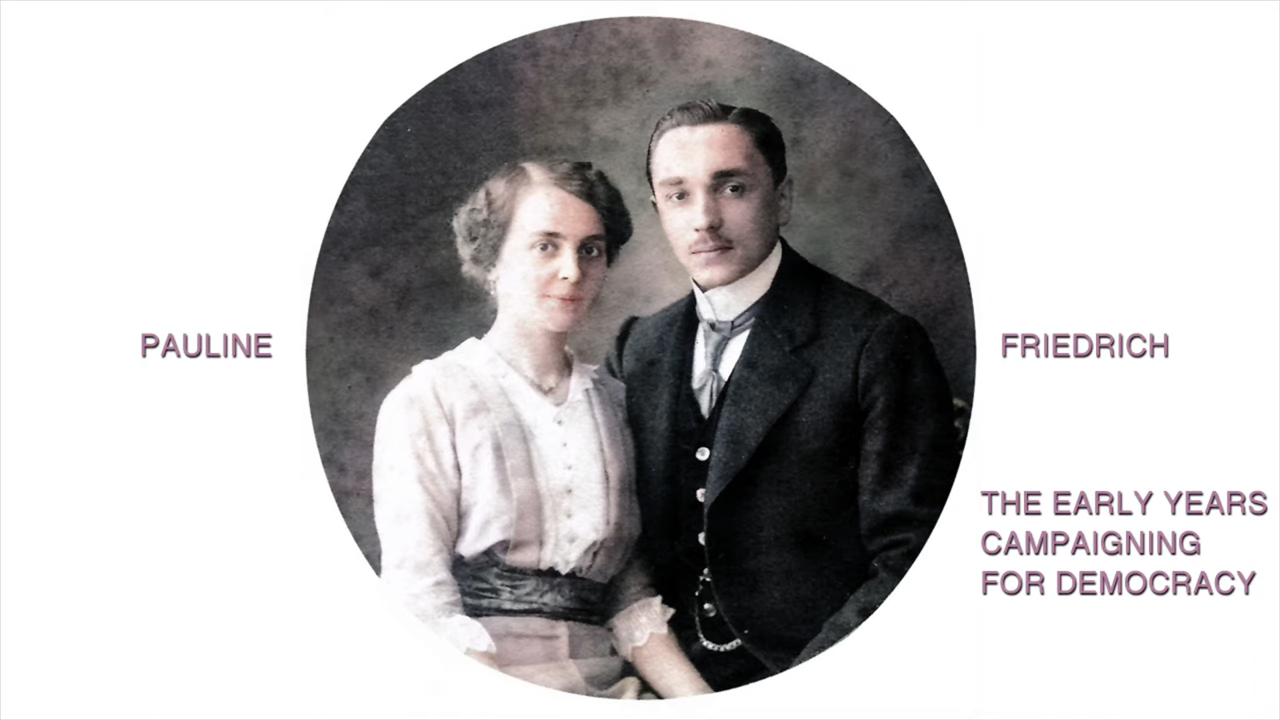 PAULINE
FRIEDRICH
THE EARLY YEARS
CAMPAIGNING
FOR DEMOCRACY